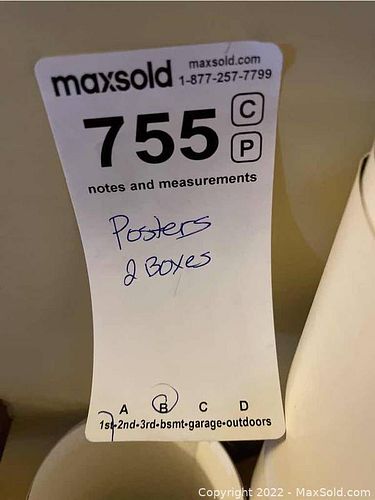 maxsold
maxsold.com
1-877-257-7799
755
C
P
notes and measurements
Posters
2 Boxes
A B C D
1st-2nd-3rd-bsmt-garage-outdoors
Copyright © 2022 - MaxSold.com